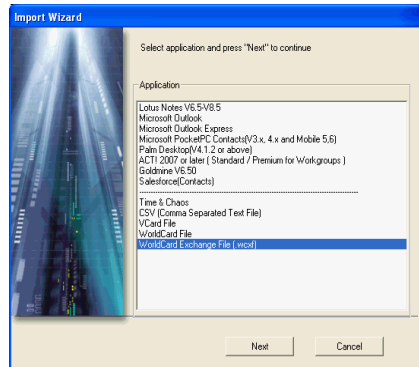 Import Wizard
Select application and press "Next" to continue
Application
Lotus Notes V6.5-V8.5
Microsoft Outlook
Microsoft Outlook Express
Microsoft PocketPC Contacts(V3.x, 4.x and Mobile 5,6)
Palm Desktop(V4.1.2 or above)
ACT! 2007 or later ( Standard / Premium for Workgroups )
Goldmine V6.50
Salesforce(Contacts)
Time & Chaos
CSV (Comma Separated Text File)
VCard File
WorldCard File
WorldCard Exchange File (.wcxf)
Next
Cancel